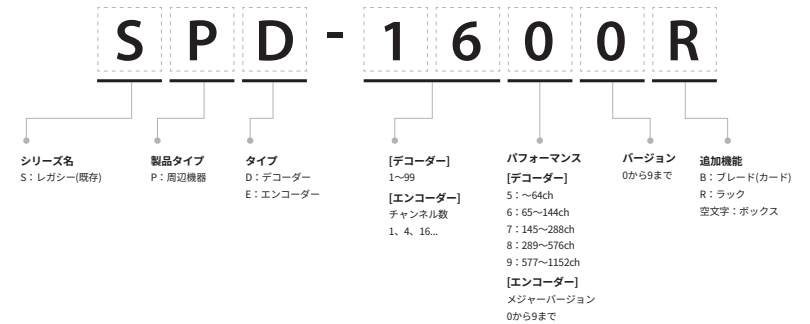 SPD-1600R
シリーズ名
S：レガシー(既存)
製品タイプ
P：周辺機器
タイプ
D：デコーダー
E：エンコーダー
[デコーダー]
1～99
[エンコーダー]
チャンネル数
1、4、16...
パフォーマンス
[デコーダー]
5：～64ch
6：65～144ch
7：145～288ch
8：289～576ch
9：577～1152ch
[エンコーダー]
メジャーバージョン
0から9まで
バージョン
0から9まで
追加機能
B：ブレード(カード)
R：ラック
空文字：ボックス